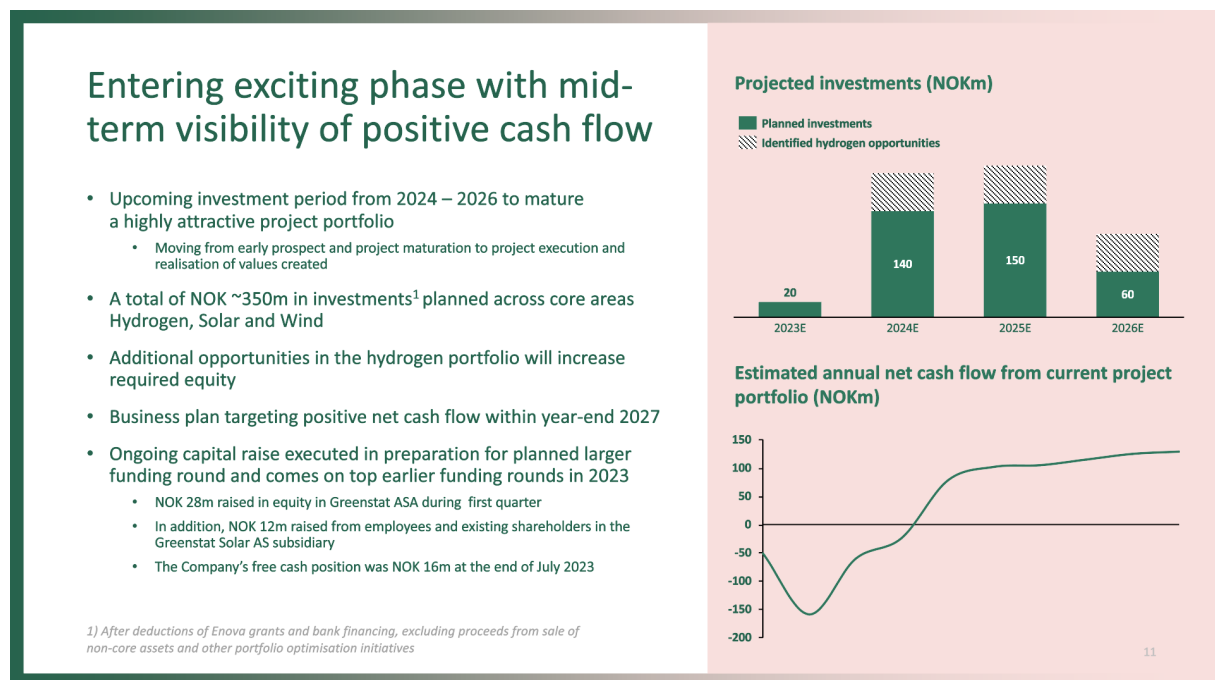 Entering exciting phase with mid-
term visibility of positive cash flow
• Upcoming investment period from 2024 – 2026 to mature
a highly attractive project portfolio
• Moving from early prospect and project maturation to project execution and
realisation of values created
• A total of NOK ~350m in investments1 planned across core areas
Hydrogen, Solar and Wind
• Additional opportunities in the hydrogen portfolio will increase
required equity
• Business plan targeting positive net cash flow within year-end 2027
• Ongoing capital raise executed in preparation for planned larger
funding round and comes on top earlier funding rounds in 2023
• NOK 28m raised in equity in Greenstat ASA during first quarter
• In addition, NOK 12m raised from employees and existing shareholders in the
Greenstat Solar AS subsidiary
• The Company's free cash position was NOK 16m at the end of July 2023
1) After deductions of Enova grants and bank financing, excluding proceeds from sale of
non-core assets and other portfolio optimisation initiatives
Projected investments (NOKm)
Planned investments
Identified hydrogen opportunities
20
140
150
60
2023E
2024E
2025E
2026E
Estimated annual net cash flow from current project
portfolio (NOKm)
150
100
50
0
-50
-100
-150
-200
11